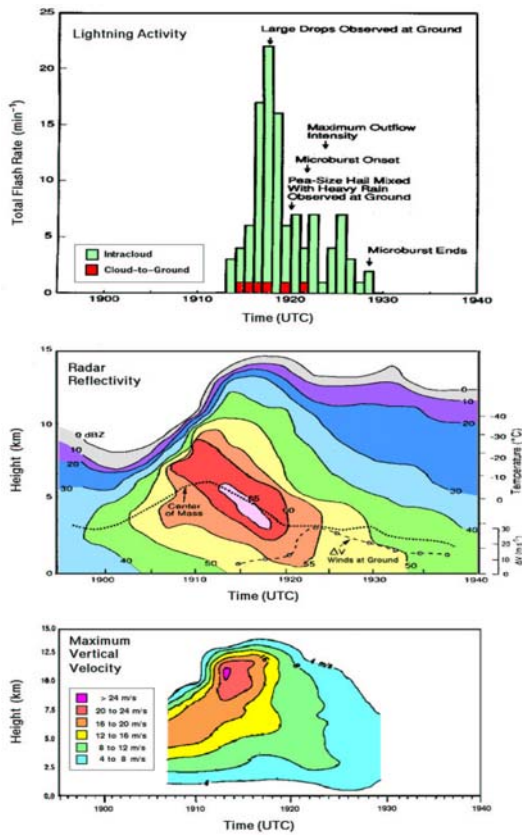 Lightning Activity
Large Drops Observed at Ground
Maximum Outflow
Intensity
Microburst Onset
Pea-Size Hail Mixed
With Heavy Rain
Observed at Ground
Microburst Ends
Intracloud
Cloud-to-Ground
Total Flash Rate (min⁻¹)
25
20
15
10
5
0
1900 1910 1920 1930 1940
Time (UTC)
Radar
Reflectivity
Height (km)
15
10
5
0
0 dBZ
10
20
30
40
50
55
60
65
55
50
40
30
20
10
0
Center
of Mass
ΔV
Winds at Ground
-40
-30
-20
-10
0
Temperature (°C)
30
20
10
0
ΔV (m s⁻¹)
1900 1910 1920 1930 1940
Time (UTC)
Maximum
Vertical
Velocity
4 m/s
> 24 m/s
20 to 24 m/s
16 to 20 m/s
12 to 16 m/s
8 to 12 m/s
4 to 8 m/s
Height (km)
15.0
12.5
10.0
7.5
5.0
2.5
0.0
1900 1910 1920 1930 1940
Time (UTC)